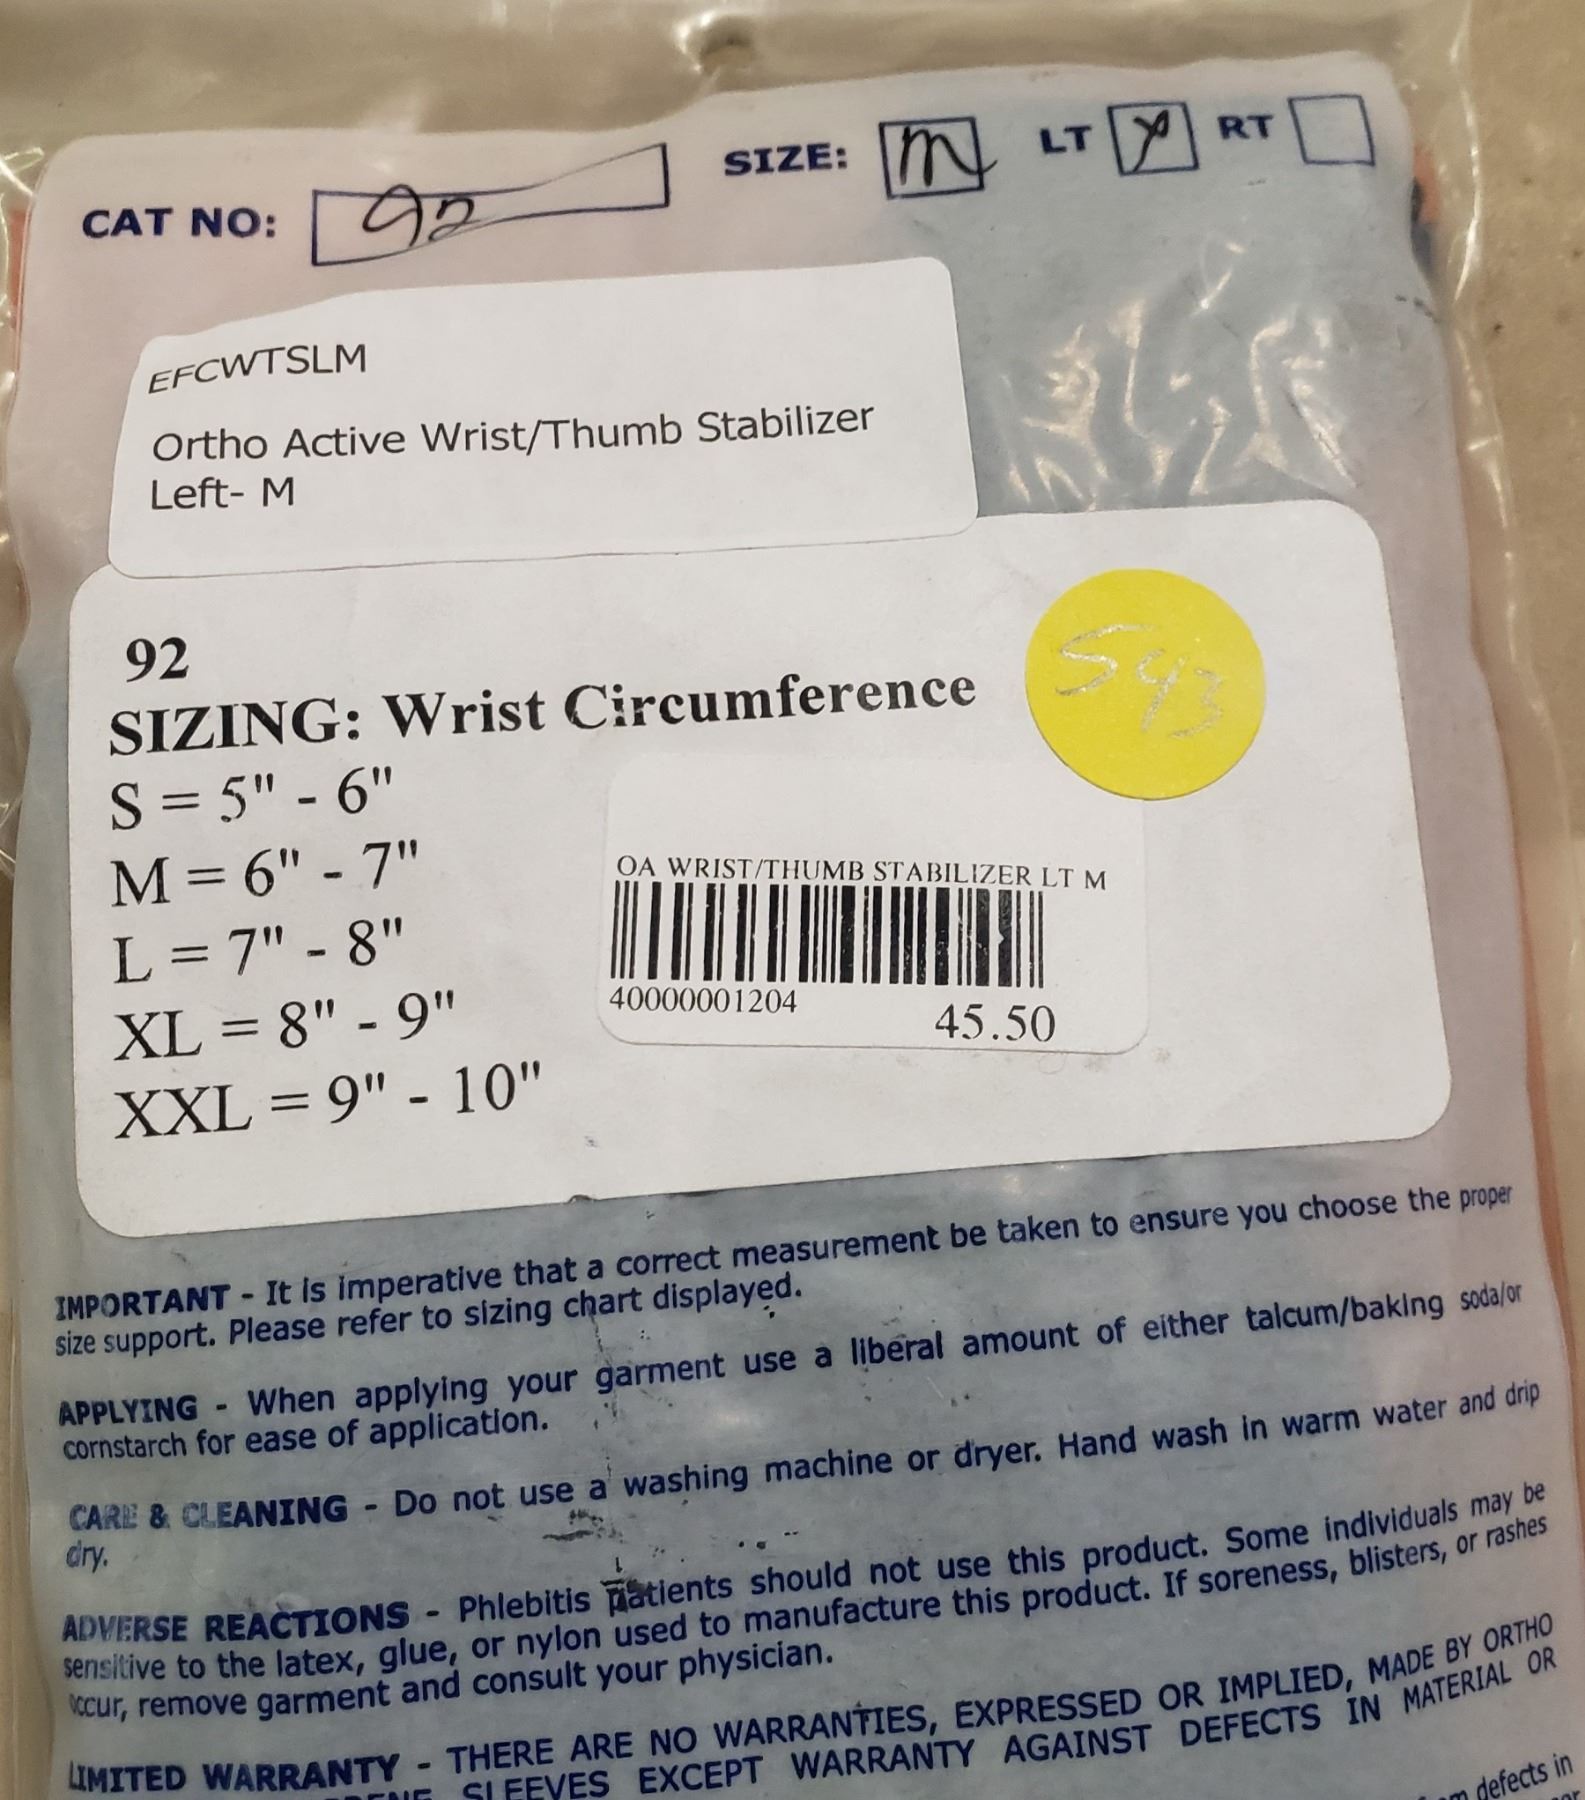 CAT NO: 92 SIZE: M LT X RT
EFCWTSLM
Ortho Active Wrist/Thumb Stabilizer
Left- M
92
SIZING: Wrist Circumference
S = 5" - 6"
M = 6" - 7"
L = 7" - 8"
XL = 8" - 9"
XXL = 9" - 10"
543
OA WRIST/THUMB STABILIZER LT M
40000001204
45.50
IMPORTANT - It is imperative that a correct measurement be taken to ensure you choose the proper
size support. Please refer to sizing chart displayed.
APPLYING - When applying your garment use a liberal amount of either talcum/baking soda/or
cornstarch for ease of application.
CARE & CLEANING - Do not use a washing machine or dryer. Hand wash in warm water and drip
dry.
ADVERSE REACTIONS - Phlebitis patients should not use this product. Some individuals may be
sensitive to the latex, glue, or nylon used to manufacture this product. If soreness, blisters, or rashes
occur, remove garment and consult your physician.
LIMITED WARRANTY - THERE ARE NO WARRANTIES, EXPRESSED OR IMPLIED, MADE BY ORTHO
SLEEVES EXCEPT WARRANTY AGAINST DEFECTS IN MATERIAL OR
defects in